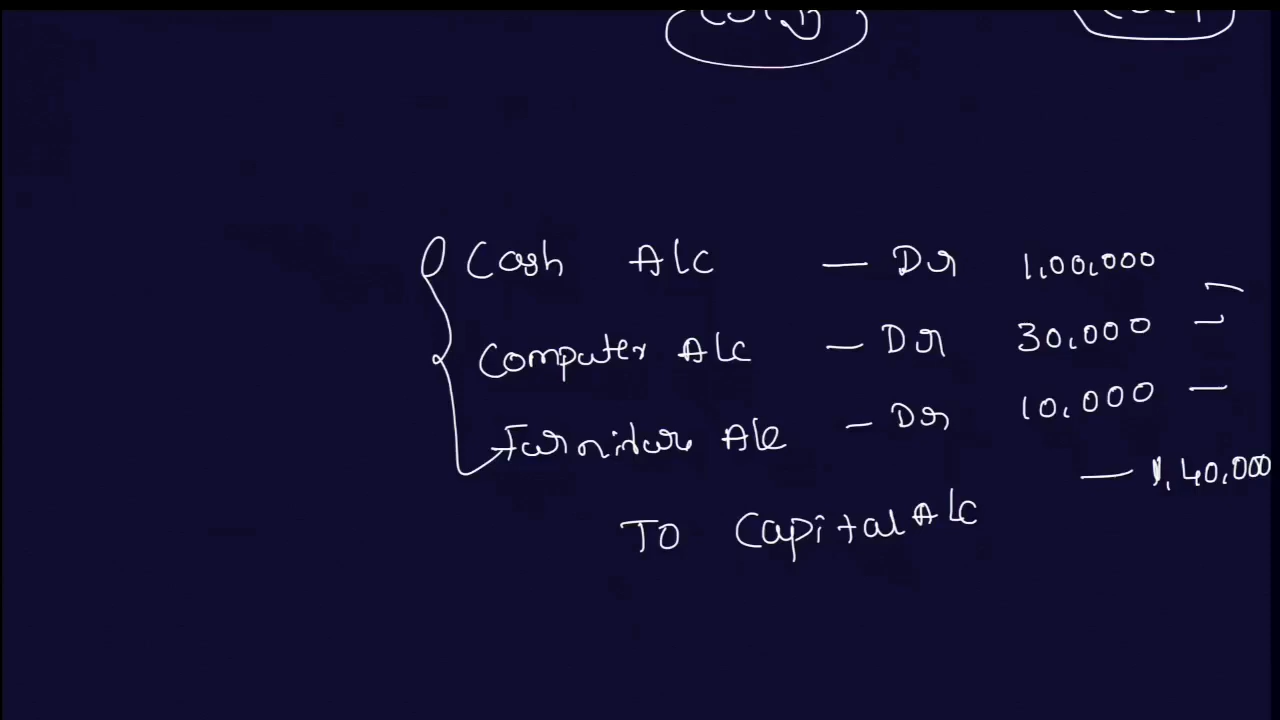 Cash A/c — Dr 1,00,000
Computer A/c — Dr 30,000 —
Furniture A/c — Dr 10,000 —
— 1,40,000
To Capital A/c